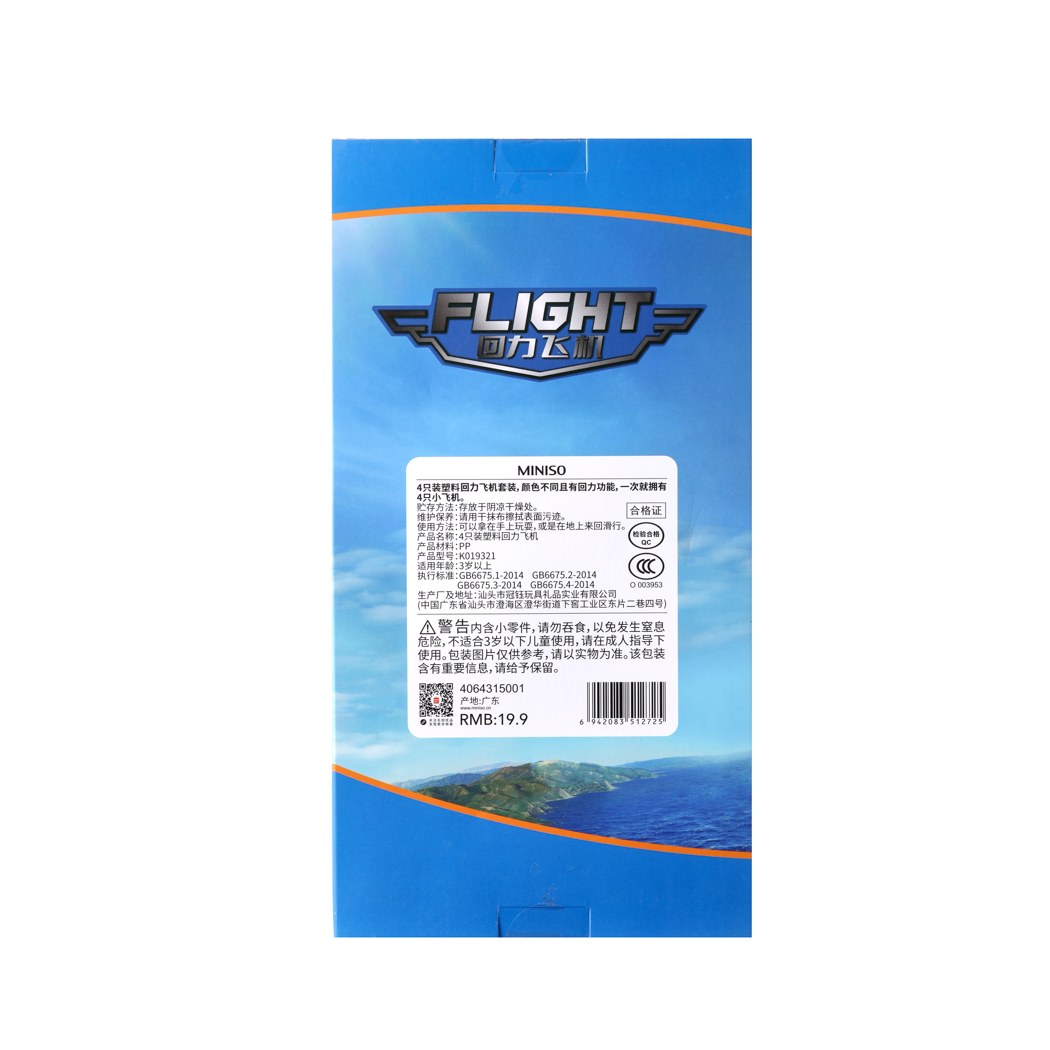 FLIGHT
回力飞机
MINISO
4只装塑料回力飞机套装，颜色不同且有回力功能，一次就拥有
4只小飞机。
贮存方法：存放于阴凉干燥处。
维护保养：请用干抹布擦拭表面污迹。
使用方法：可以拿在手上玩耍，或是在地上来回滑行。
产品名称：4只装塑料回力飞机
产品材料：PP
产品型号：K019321
适用年龄：3岁以上
执行标准：GB6675.1-2014 GB6675.2-2014
GB6675.3-2014 GB6675.4-2014
生产厂及地址：汕头市冠钰玩具礼品实业有限公司
(中国广东省汕头市澄海区澄华街道下窖工业区东片二巷四号)
合格证
检验合格
QC
CCC
O 003953
警告内含小零件，请勿吞食，以免发生窒息
危险，不适合3岁以下儿童使用，请在成人指导下
使用。包装图片仅供参考，请以实物为准。该包装
含有重要信息，请给予保留。
4064315001
产地：广东
www.miniso.cn
RMB:19.9
6 942083 512725